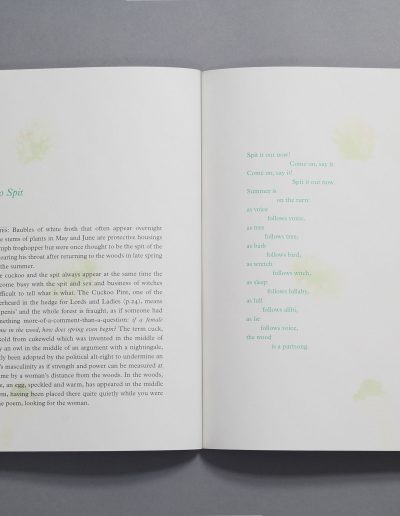 o Spit
Baubles of white froth that often appear overnight
stems of plants in May and June are protective housings
froghopper but were once thought to be the spit of the
earing his throat after returning to the woods in late spring
the summer.
cuckoo and the spit always appear at the same time the
come busy with the spit and sex and business of witches
fficult to tell what is what. The Cuckoo Pint, one of the
erheard in the hedge for Lords and Ladies (p.24), means
penis' and the whole forest is fraught, as if someone had
mething more-of-a-comment-than-a-question: if a female
in the wood, how does spring even begin? The term cuck,
old from cukeweld which was invented in the middle of
y an owl in the middle of an argument with a nightingale,
tly been adopted by the political alt-right to undermine an
's masculinity as if strength and power can be measured at
me by a woman's distance from the woods. In the woods,
e, an egg, speckled and warm, has appeared in the middle
having been placed there quite quietly while you were
he poem, looking for the woman.
Spit it out now!
Come on, say it.
Come on, say it!
Spit it out now.
Summer is
on the turn:
as voice
follows voice,
as tree
follows tree,
as bird
follows bird,
as wretch
follows witch,
as
follows lullaby,
as lull
follows alibi,
as lie
follows voice,
the wood
is a partsong.